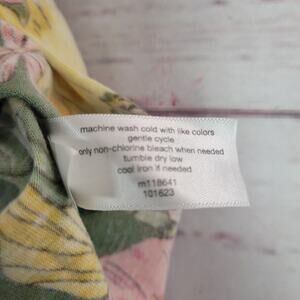 machine wash cold with like colors
gentle cycle
only non-chlorine bleach when needed
tumble dry low
cool iron if needed
m118641
101623